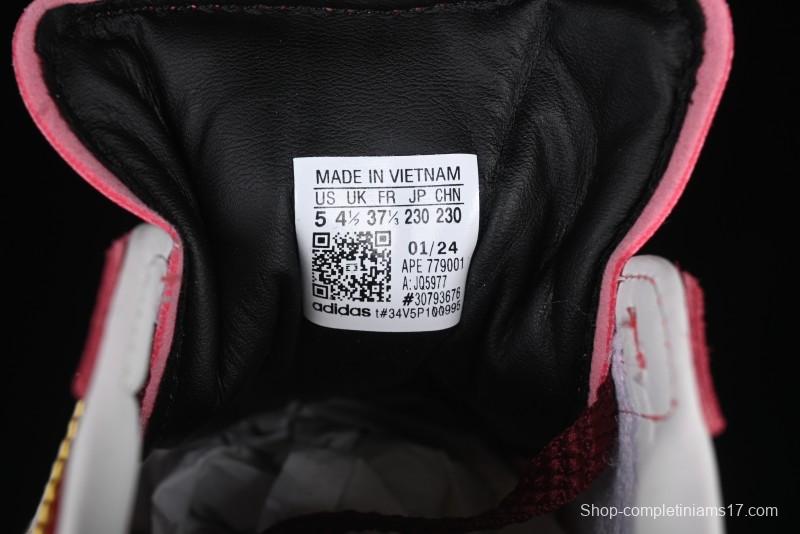 MADE IN VIETNAM
US UK FR JP CHN
5 4½ 37⅓ 230 230
01/24
APE 779001
A: JQ5977
#30793676
adidas t#34V5P100995
Shop-completiniams17.com